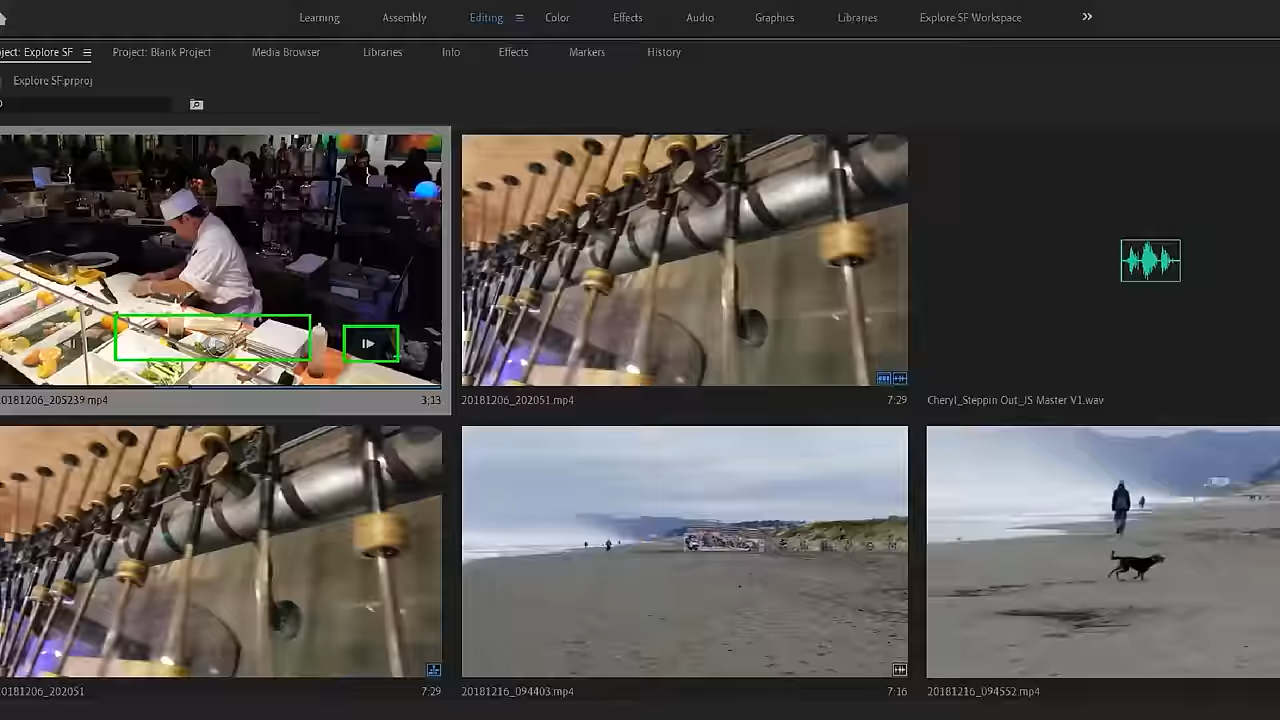 Learning Assembly Editing Color Effects Audio Graphics Libraries Explore SF Workspace
ject: Explore SF Project: Blank Project Media Browser Libraries Info Effects Markers History
Explore SF.prproj
20181206_205239.mp4 3;13 20181206_202051.mp4 7:29 Cheryl_Steppin Out_JS Master V1.wav
20181206_202051 7:29 20181216_094403.mp4 7:16 20181216_094552.mp4